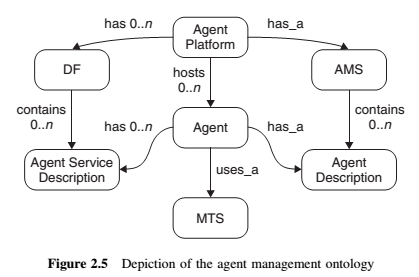 has 0..n
Agent
Platform
has_a
DF
hosts
0..n
AMS
contains
0..n
contains
0..n
has 0..n
Agent
has_a
Agent Service
Description
uses_a
Agent
Description
MTS
Figure 2.5 Depiction of the agent management ontology